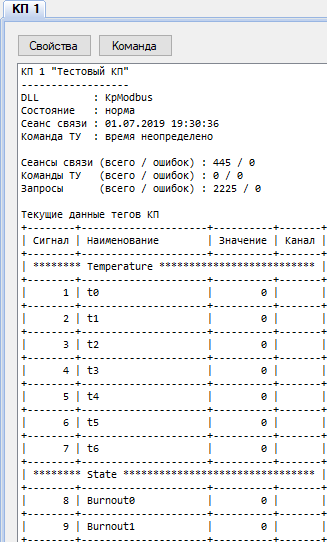 КП 1
Свойства Команда
КП 1 "Тестовый КП"
------------------
DLL : KpModbus
Состояние : норма
Сеанс связи : 01.07.2019 19:30:36
Команда ТУ : время неопределено
Сеансы связи (всего / ошибок) : 445 / 0
Команды ТУ (всего / ошибок) : 0 / 0
Запросы (всего / ошибок) : 2225 / 0
Текущие данные тегов КП
+--------+---------------------+----------+-------+
| Сигнал | Наименование | Значение | Канал |
+--------+---------------------+----------+-------+
| ******** Temperature ************************** |
+--------+---------------------+----------+-------+
| 1 | t0 | 0 | |
+--------+---------------------+----------+-------+
| 2 | t1 | 0 | |
+--------+---------------------+----------+-------+
| 3 | t2 | 0 | |
+--------+---------------------+----------+-------+
| 4 | t3 | 0 | |
+--------+---------------------+----------+-------+
| 5 | t4 | 0 | |
+--------+---------------------+----------+-------+
| 6 | t5 | 0 | |
+--------+---------------------+----------+-------+
| 7 | t6 | 0 | |
+--------+---------------------+----------+-------+
| ******** State ******************************** |
+--------+---------------------+----------+-------+
| 8 | Burnout0 | 0 | |
+--------+---------------------+----------+-------+
| 9 | Burnout1 | 0 | |